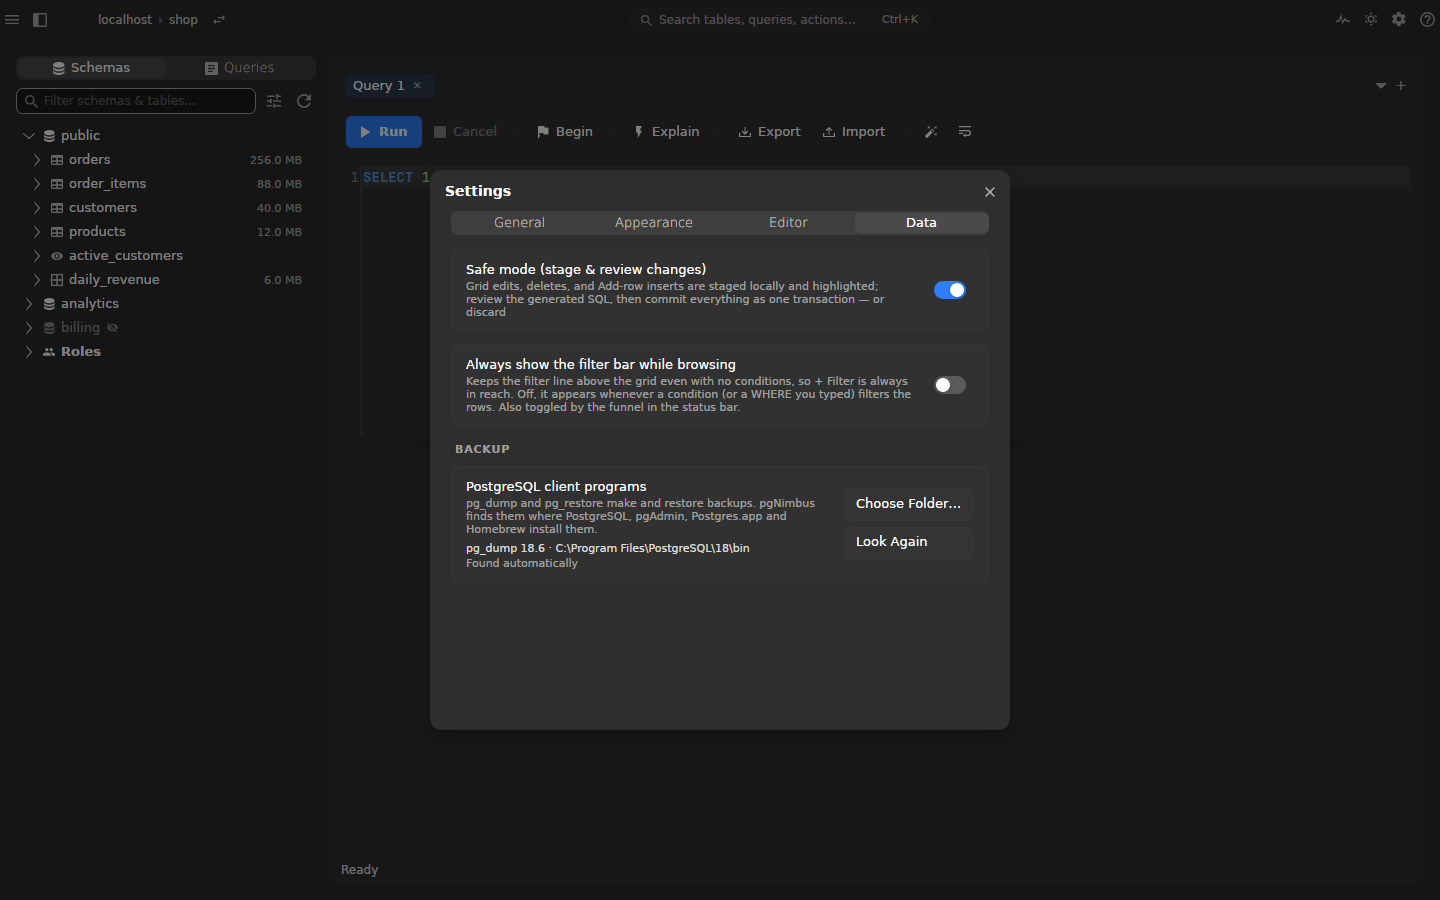 localhost › shop
Search tables, queries, actions... Ctrl+K
Schemas
Queries
Filter schemas & tables...
public
orders 256.0 MB
order_items 88.0 MB
customers 40.0 MB
products 12.0 MB
active_customers
daily_revenue 6.0 MB
analytics
billing
Roles
Query 1 ×
Run
Cancel
Begin
Explain
Export
Import
1 SELECT 1
Settings
General
Appearance
Editor
Data
Safe mode (stage & review changes)
Grid edits, deletes, and Add-row inserts are staged locally and highlighted;
review the generated SQL, then commit everything as one transaction — or
discard
Always show the filter bar while browsing
Keeps the filter line above the grid even with no conditions, so + Filter is always
in reach. Off, it appears whenever a condition (or a WHERE you typed) filters the
rows. Also toggled by the funnel in the status bar.
BACKUP
PostgreSQL client programs
pg_dump and pg_restore make and restore backups. pgNimbus
finds them where PostgreSQL, pgAdmin, Postgres.app and
Homebrew install them.
pg_dump 18.6 · C:\Program Files\PostgreSQL\18\bin
Found automatically
Choose Folder...
Look Again
Ready